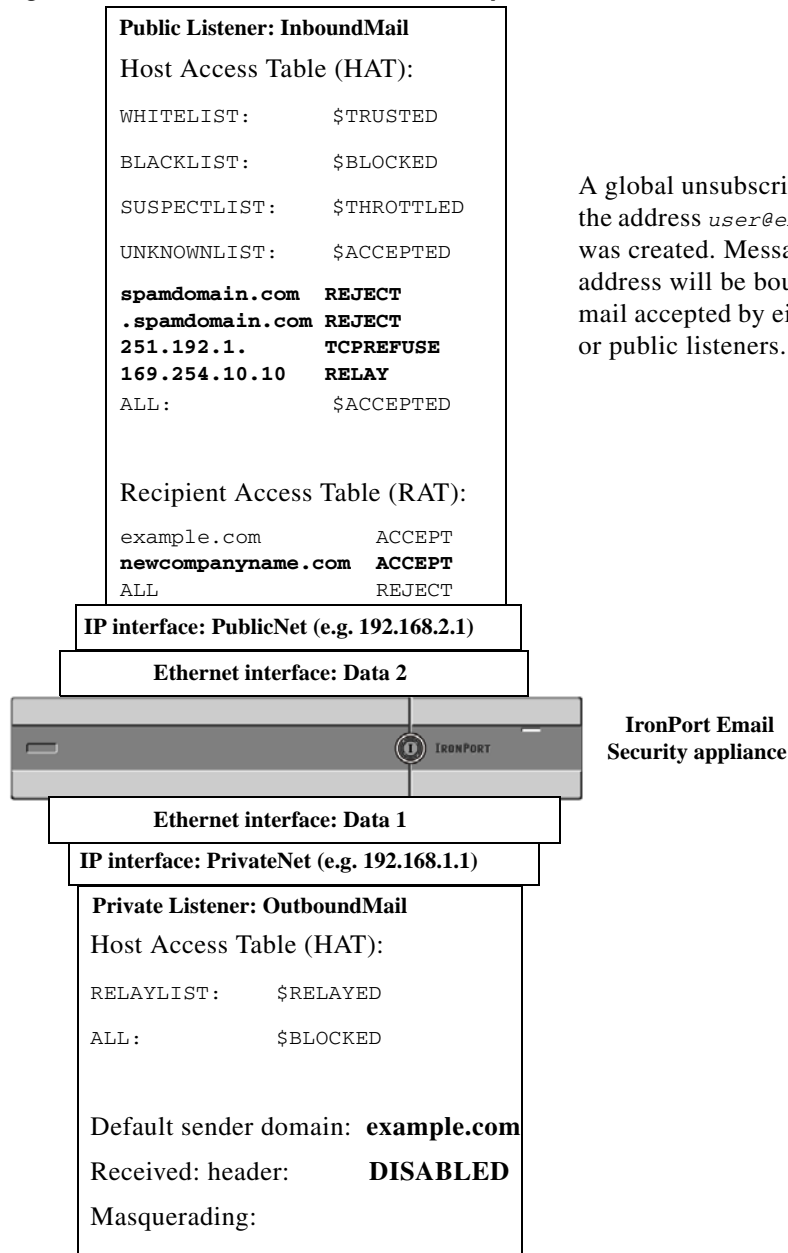 Public Listener: InboundMail
Host Access Table (HAT):
WHITELIST: $TRUSTED
BLACKLIST: $BLOCKED
SUSPECTLIST: $THROTTLED
UNKNOWNLIST: $ACCEPTED
spamdomain.com REJECT
.spamdomain.com REJECT
251.192.1. TCPREFUSE
169.254.10.10 RELAY
ALL: $ACCEPTED
Recipient Access Table (RAT):
example.com ACCEPT
newcompanyname.com ACCEPT
ALL REJECT
A global unsubscri
the address user@e
was created. Messa
address will be bou
mail accepted by ei
or public listeners.
IP interface: PublicNet (e.g. 192.168.2.1)
Ethernet interface: Data 2
IRONPORT
IronPort Email
Security appliance
Ethernet interface: Data 1
IP interface: PrivateNet (e.g. 192.168.1.1)
Private Listener: OutboundMail
Host Access Table (HAT):
RELAYLIST: $RELAYED
ALL: $BLOCKED
Default sender domain: example.com
Received: header: DISABLED
Masquerading: